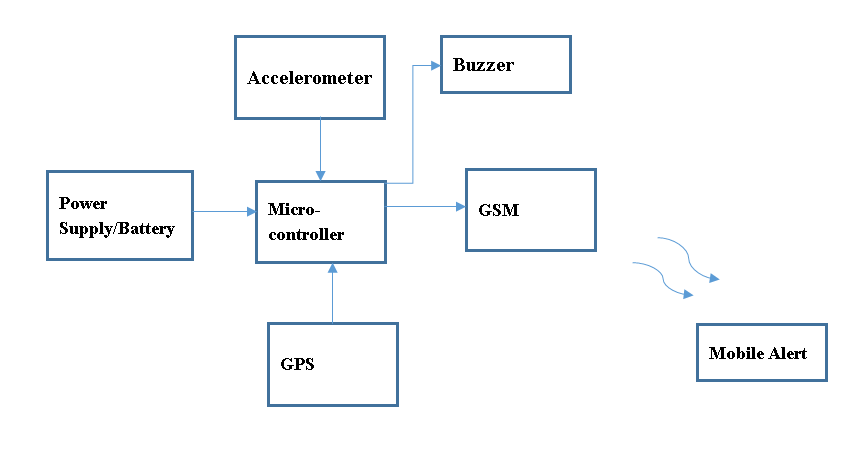 Accelerometer
Buzzer
Power
Supply/Battery
Micro-
controller
GSM
GPS
Mobile Alert